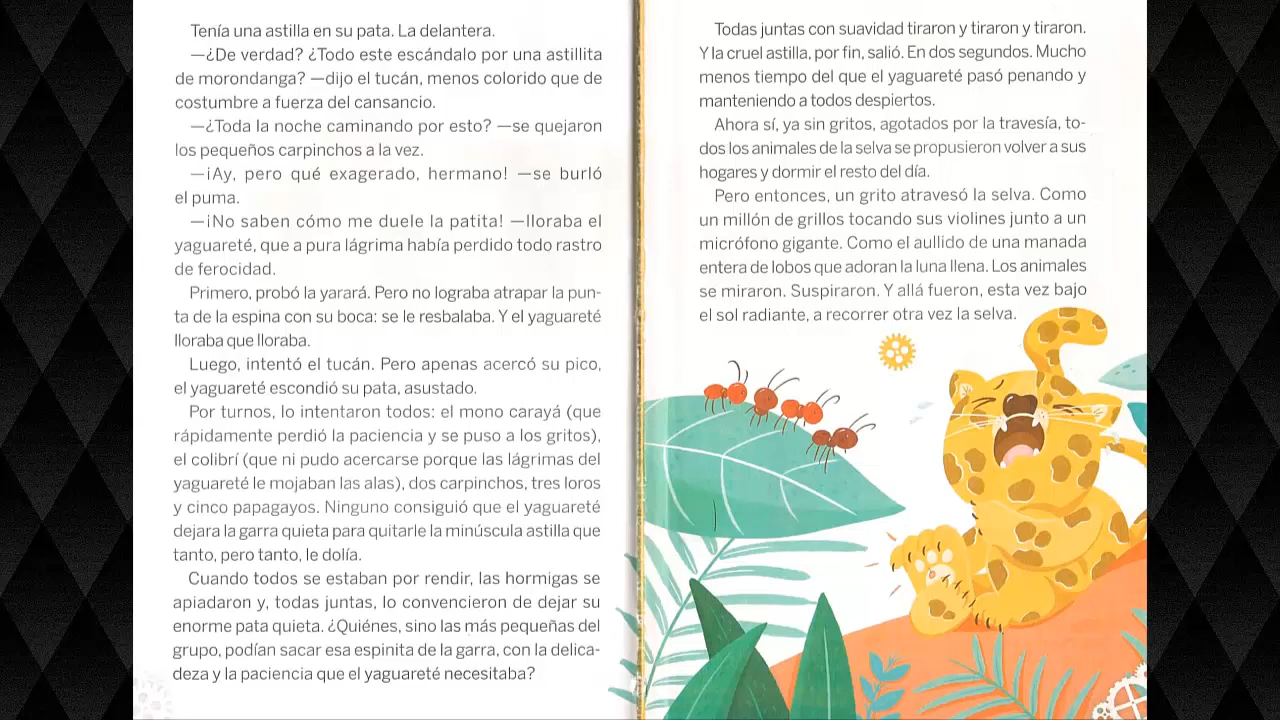 Tenía una astilla en su pata. La delantera.
—¿De verdad? ¿Todo este escándalo por una astillita
de morondanga? —dijo el tucán, menos colorido que de
costumbre a fuerza del cansancio.
—¿Toda la noche caminando por esto? —se quejaron
los pequeños carpinchos a la vez.
—¡Ay, pero qué exagerado, hermano! —se burló
el puma.
—¡No saben cómo me duele la patita! —lloraba el
yaguareté, que a pura lágrima había perdido todo rastro
de ferocidad.
Primero, probó la yarará. Pero no lograba atrapar la pun-
ta de la espina con su boca: se le resbalaba. Y el yaguareté
lloraba que lloraba.
Luego, intentó el tucán. Pero apenas acercó su pico,
el yaguareté escondió su pata, asustado.
Por turnos, lo intentaron todos: el mono carayá (que
rápidamente perdió la paciencia y se puso a los gritos),
el colibrí (que ni pudo acercarse porque las lágrimas del
yaguareté le mojaban las alas), dos carpinchos, tres loros
y cinco papagayos. Ninguno consiguió que el yaguareté
dejara la garra quieta para quitarle la minúscula astilla que
tanto, pero tanto, le dolía.
Cuando todos se estaban por rendir, las hormigas se
apiadaron y, todas juntas, lo convencieron de dejar su
enorme pata quieta. ¿Quiénes, sino las más pequeñas del
grupo, podían sacar esa espinita de la garra, con la delica-
deza y la paciencia que el yaguareté necesitaba?
Todas juntas con suavidad tiraron y tiraron y tiraron.
Y la cruel astilla, por fin, salió. En dos segundos. Mucho
menos tiempo del que el yaguareté pasó penando y
manteniendo a todos despiertos.
Ahora sí, ya sin gritos, agotados por la travesía, to-
dos los animales de la selva se propusieron volver a sus
hogares y dormir el resto del día.
Pero entonces, un grito atravesó la selva. Como
un millón de grillos tocando sus violines junto a un
micrófono gigante. Como el aullido de una manada
entera de lobos que adoran la luna llena. Los animales
se miraron. Suspiraron. Y allá fueron, esta vez bajo
el sol radiante, a recorrer otra vez la selva.